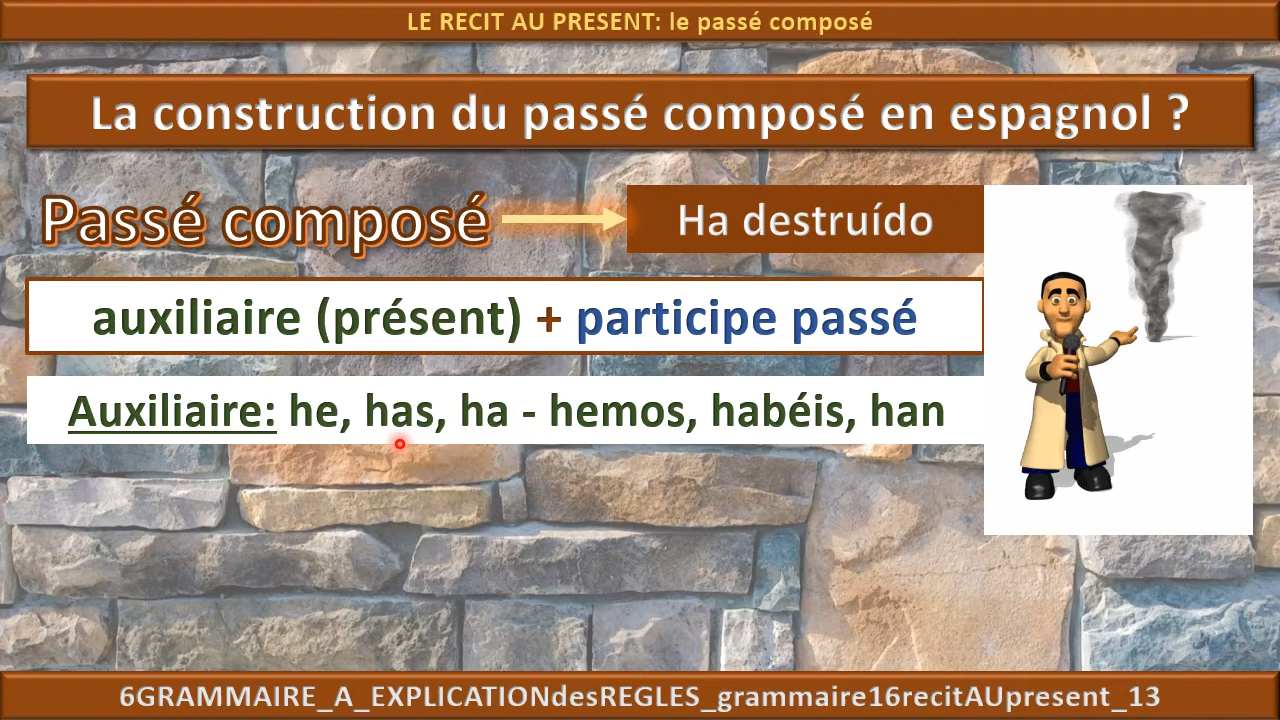 LE RECIT AU PRESENT: le passé composé
La construction du passé composé en espagnol ?
Passé composé
Ha destruído
auxiliaire (présent) + participe passé
Auxiliaire: he, has, ha - hemos, habéis, han
6GRAMMAIRE_A_EXPLICATIONdesREGLES_grammaire16recitAUpresent_13